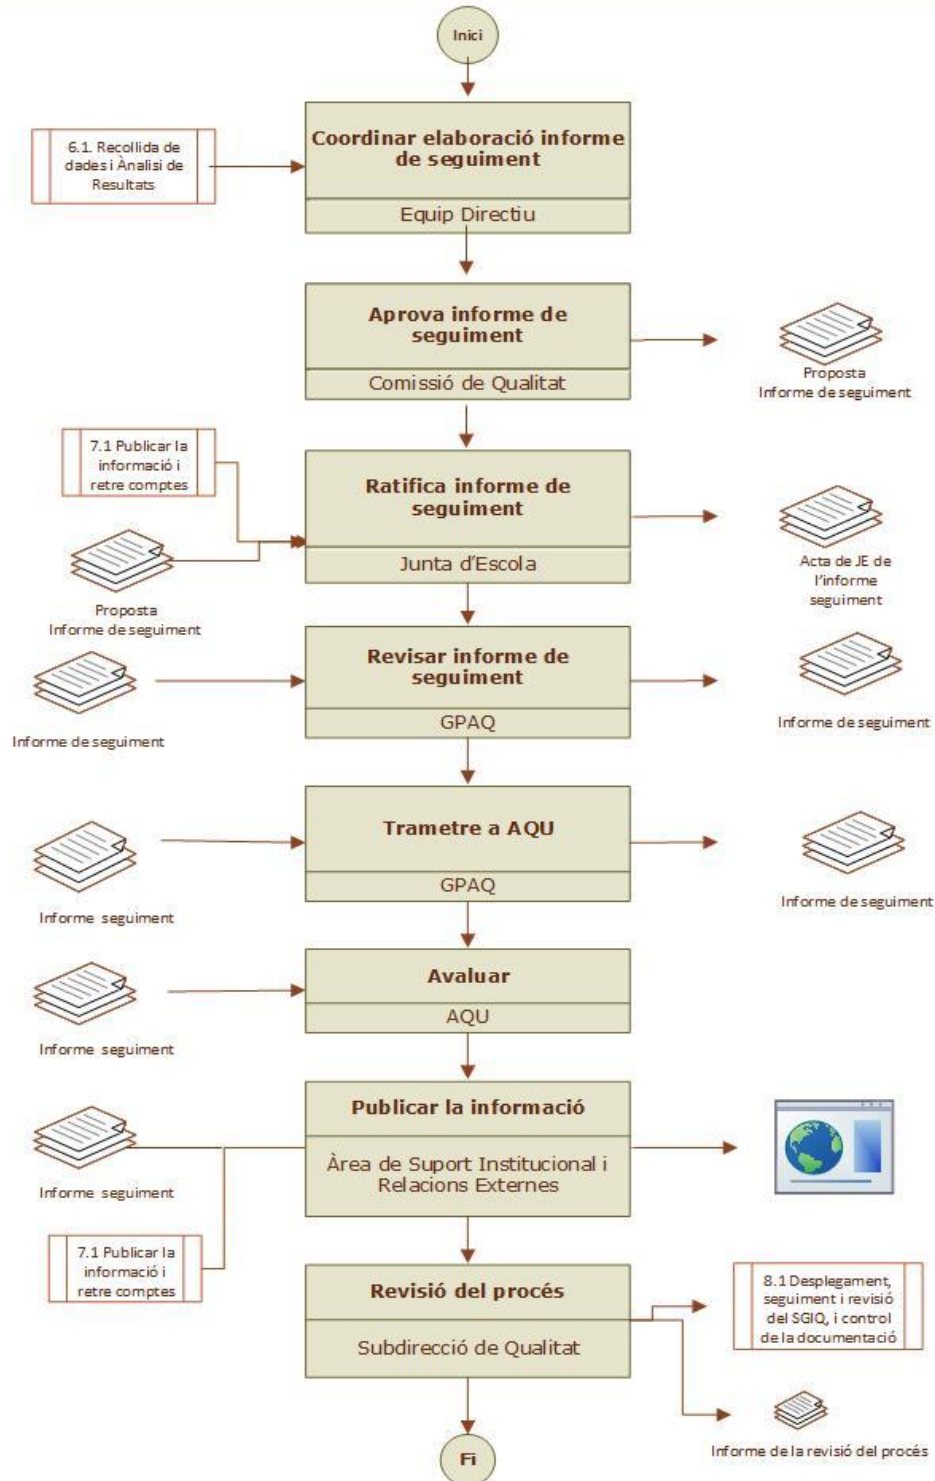 Inici
Coordinar elaboració informe
de seguiment
Equip Directiu
6.1. Recollida de
dades i Ànalisi de
Resultats
Aprova informe de
seguiment
Comissió de Qualitat
Proposta
Informe de seguiment
7.1 Publicar la
informació i
retre comptes
Ratifica informe de
seguiment
Junta d'Escola
Proposta
Informe de seguiment
Acta de JE de
l'informe
seguiment
Revisar informe de
seguiment
GPAQ
Informe de seguiment
Informe de seguiment
Trametre a AQU
GPAQ
Informe seguiment
Informe de seguiment
Avaluar
AQU
Informe seguiment
Publicar la informació
Àrea de Suport Institucional i
Relacions Externes
Informe seguiment
7.1 Publicar la
informació i
retre comptes
Revisió del procés
Subdirecció de Qualitat
8.1 Desplegament,
seguiment i revisió
del SGIQ, i control
de la documentació
Informe de la revisió del procés
Fi